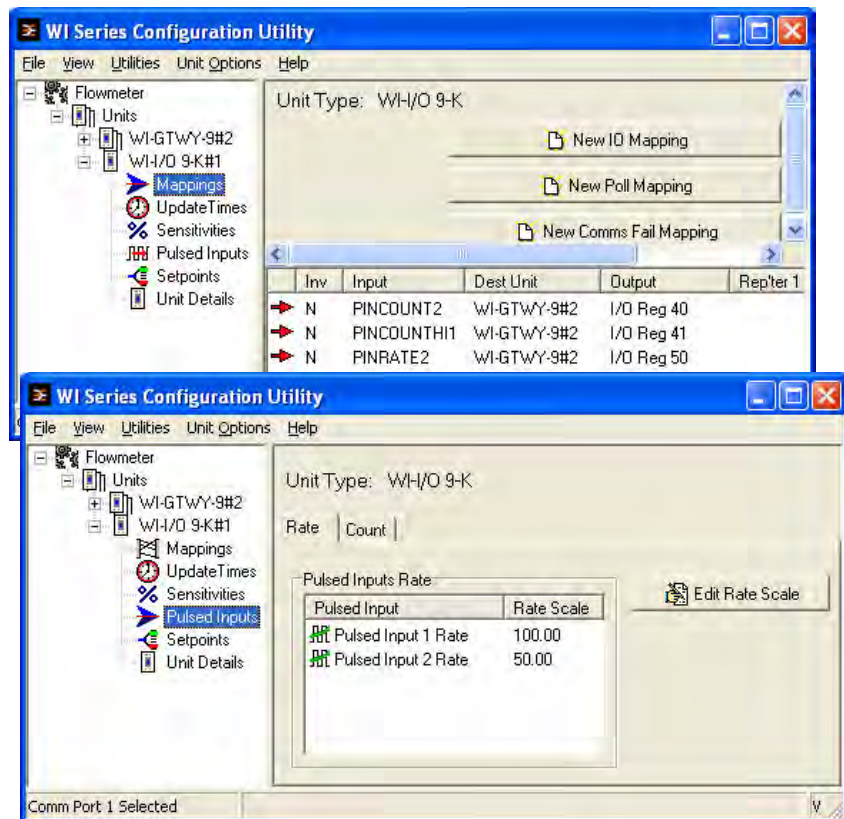 WI Series Configuration Utility
File View Utilities Unit Options Help
Flowmeter
Units
WI-GTWY-9#2
WI-I/O 9-K#1
Mappings
UpdateTimes
Sensitivities
Pulsed Inputs
Setpoints
Unit Details
Unit Type: WI-I/O 9-K
New IO Mapping
New Poll Mapping
New Comms Fail Mapping
Inv Input Dest Unit Output Rep'ter 1
N PINCOUNT2 WI-GTWY-9#2 I/O Reg 40
N PINCOUNTHI1 WI-GTWY-9#2 I/O Reg 41
N PINRATE2 WI-GTWY-9#2 I/O Reg 50
WI Series Configuration Utility
File View Utilities Unit Options Help
Flowmeter
Units
WI-GTWY-9#2
WI-I/O 9-K#1
Mappings
UpdateTimes
Sensitivities
Pulsed Inputs
Setpoints
Unit Details
Unit Type: WI-I/O 9-K
Rate Count
Pulsed Inputs Rate
Pulsed Input Rate Scale
Pulsed Input 1 Rate 100.00
Pulsed Input 2 Rate 50.00
Edit Rate Scale
Comm Port 1 Selected V